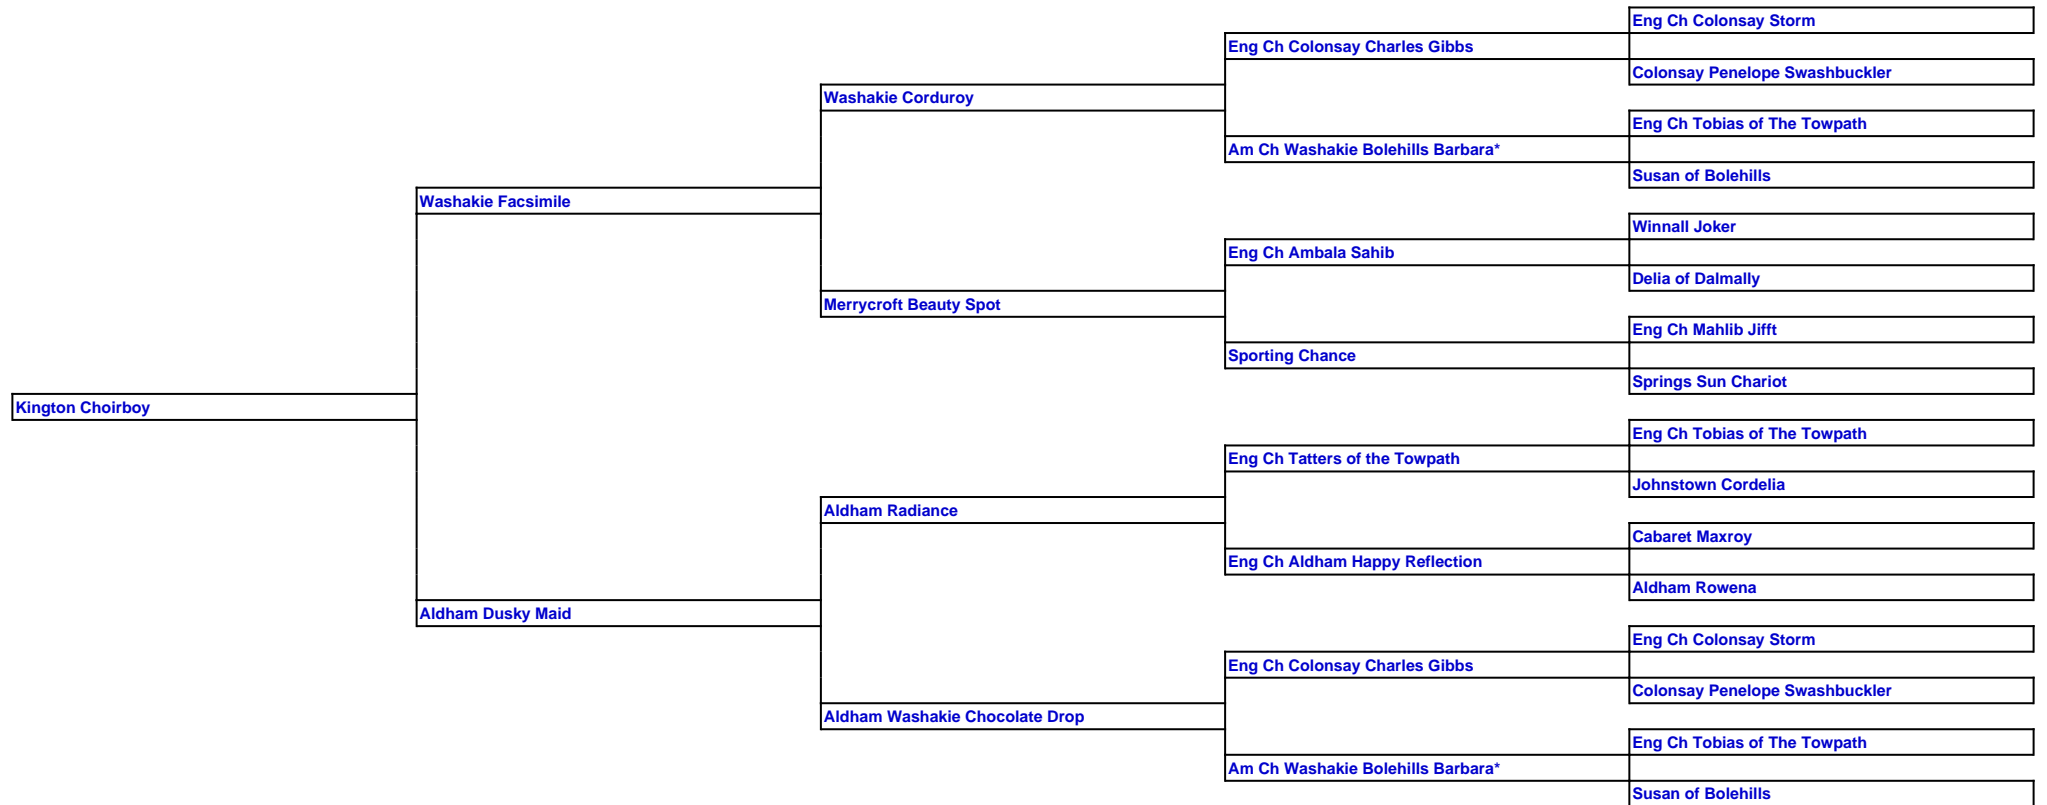 Eng Ch Colonsay Storm
Eng Ch Colonsay Charles Gibbs
Colonsay Penelope Swashbuckler
Washakie Corduroy
Eng Ch Tobias of The Towpath
Am Ch Washakie Bolehills Barbara*
Susan of Bolehills
Washakie Facsimile
Winnall Joker
Eng Ch Ambala Sahib
Delia of Dalmally
Merrycroft Beauty Spot
Eng Ch Mahlib Jifft
Sporting Chance
Springs Sun Chariot
Kington Choirboy
Eng Ch Tobias of The Towpath
Eng Ch Tatters of the Towpath
Johnstown Cordelia
Aldham Radiance
Cabaret Maxroy
Eng Ch Aldham Happy Reflection
Aldham Rowena
Aldham Dusky Maid
Eng Ch Colonsay Storm
Eng Ch Colonsay Charles Gibbs
Colonsay Penelope Swashbuckler
Aldham Washakie Chocolate Drop
Eng Ch Tobias of The Towpath
Am Ch Washakie Bolehills Barbara*
Susan of Bolehills